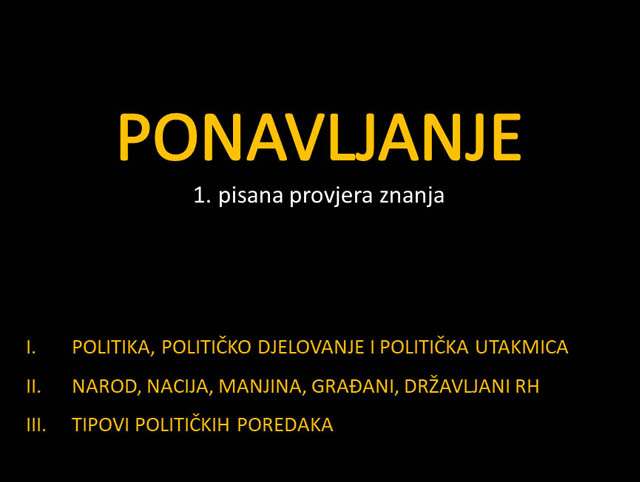 PONAVLJANJE
1. pisana provjera znanja
I. POLITIKA, POLITIČKO DJELOVANJE I POLITIČKA UTAKMICA
II. NAROD, NACIJA, MANJINA, GRAĐANI, DRŽAVLJANI RH
III. TIPOVI POLITIČKIH POREDAKA